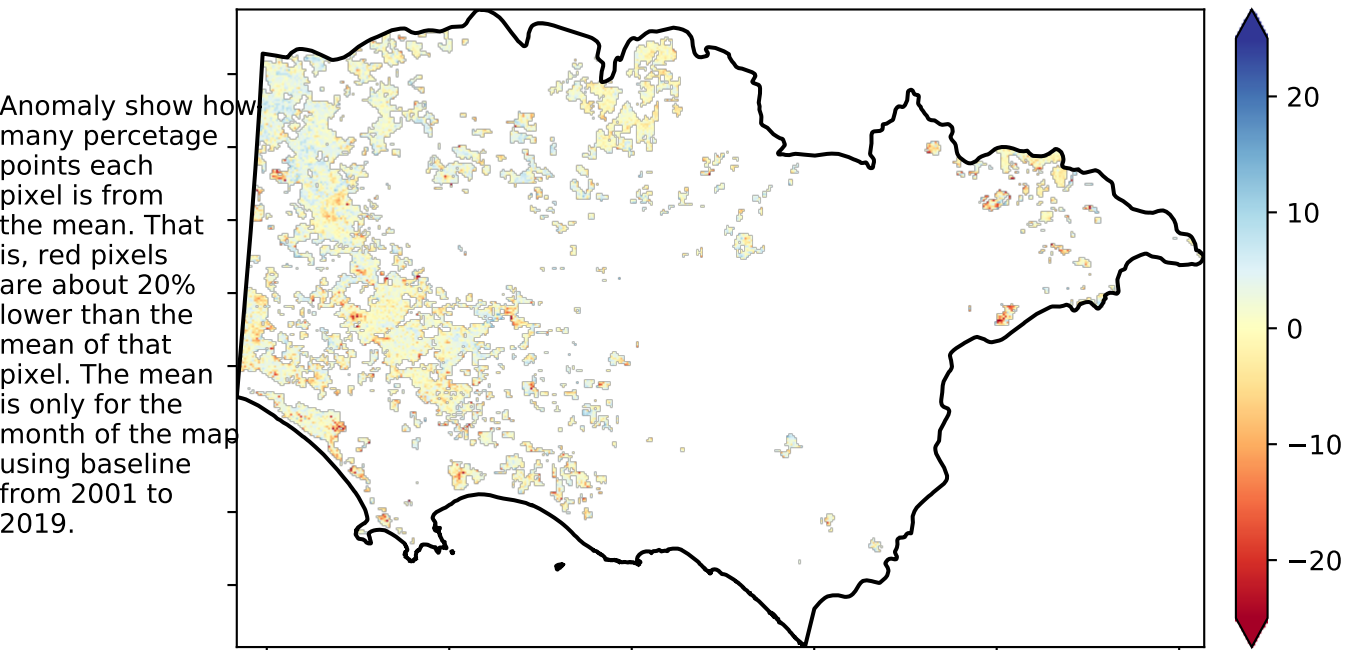 Anomaly show how
many percetage
points each
pixel is from
the mean. That
is, red pixels
are about 20%
lower than the
mean of that
pixel. The mean
is only for the
month of the map
using baseline
from 2001 to
2019.
20
10
0
−10
−20